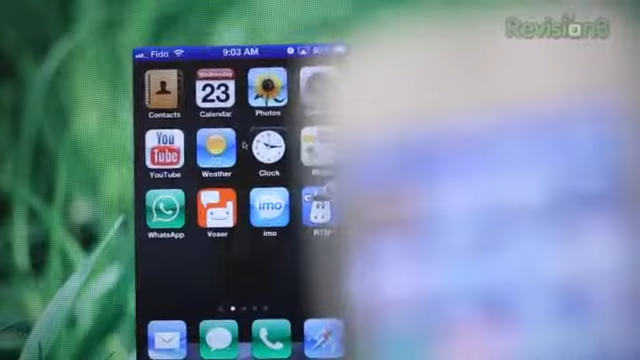 Revision3
Fido 9:03 AM
Contacts Calendar Photos
Wednesday
23
You
Tube
YouTube Weather Clock
WhatsApp Voxer imo
imo